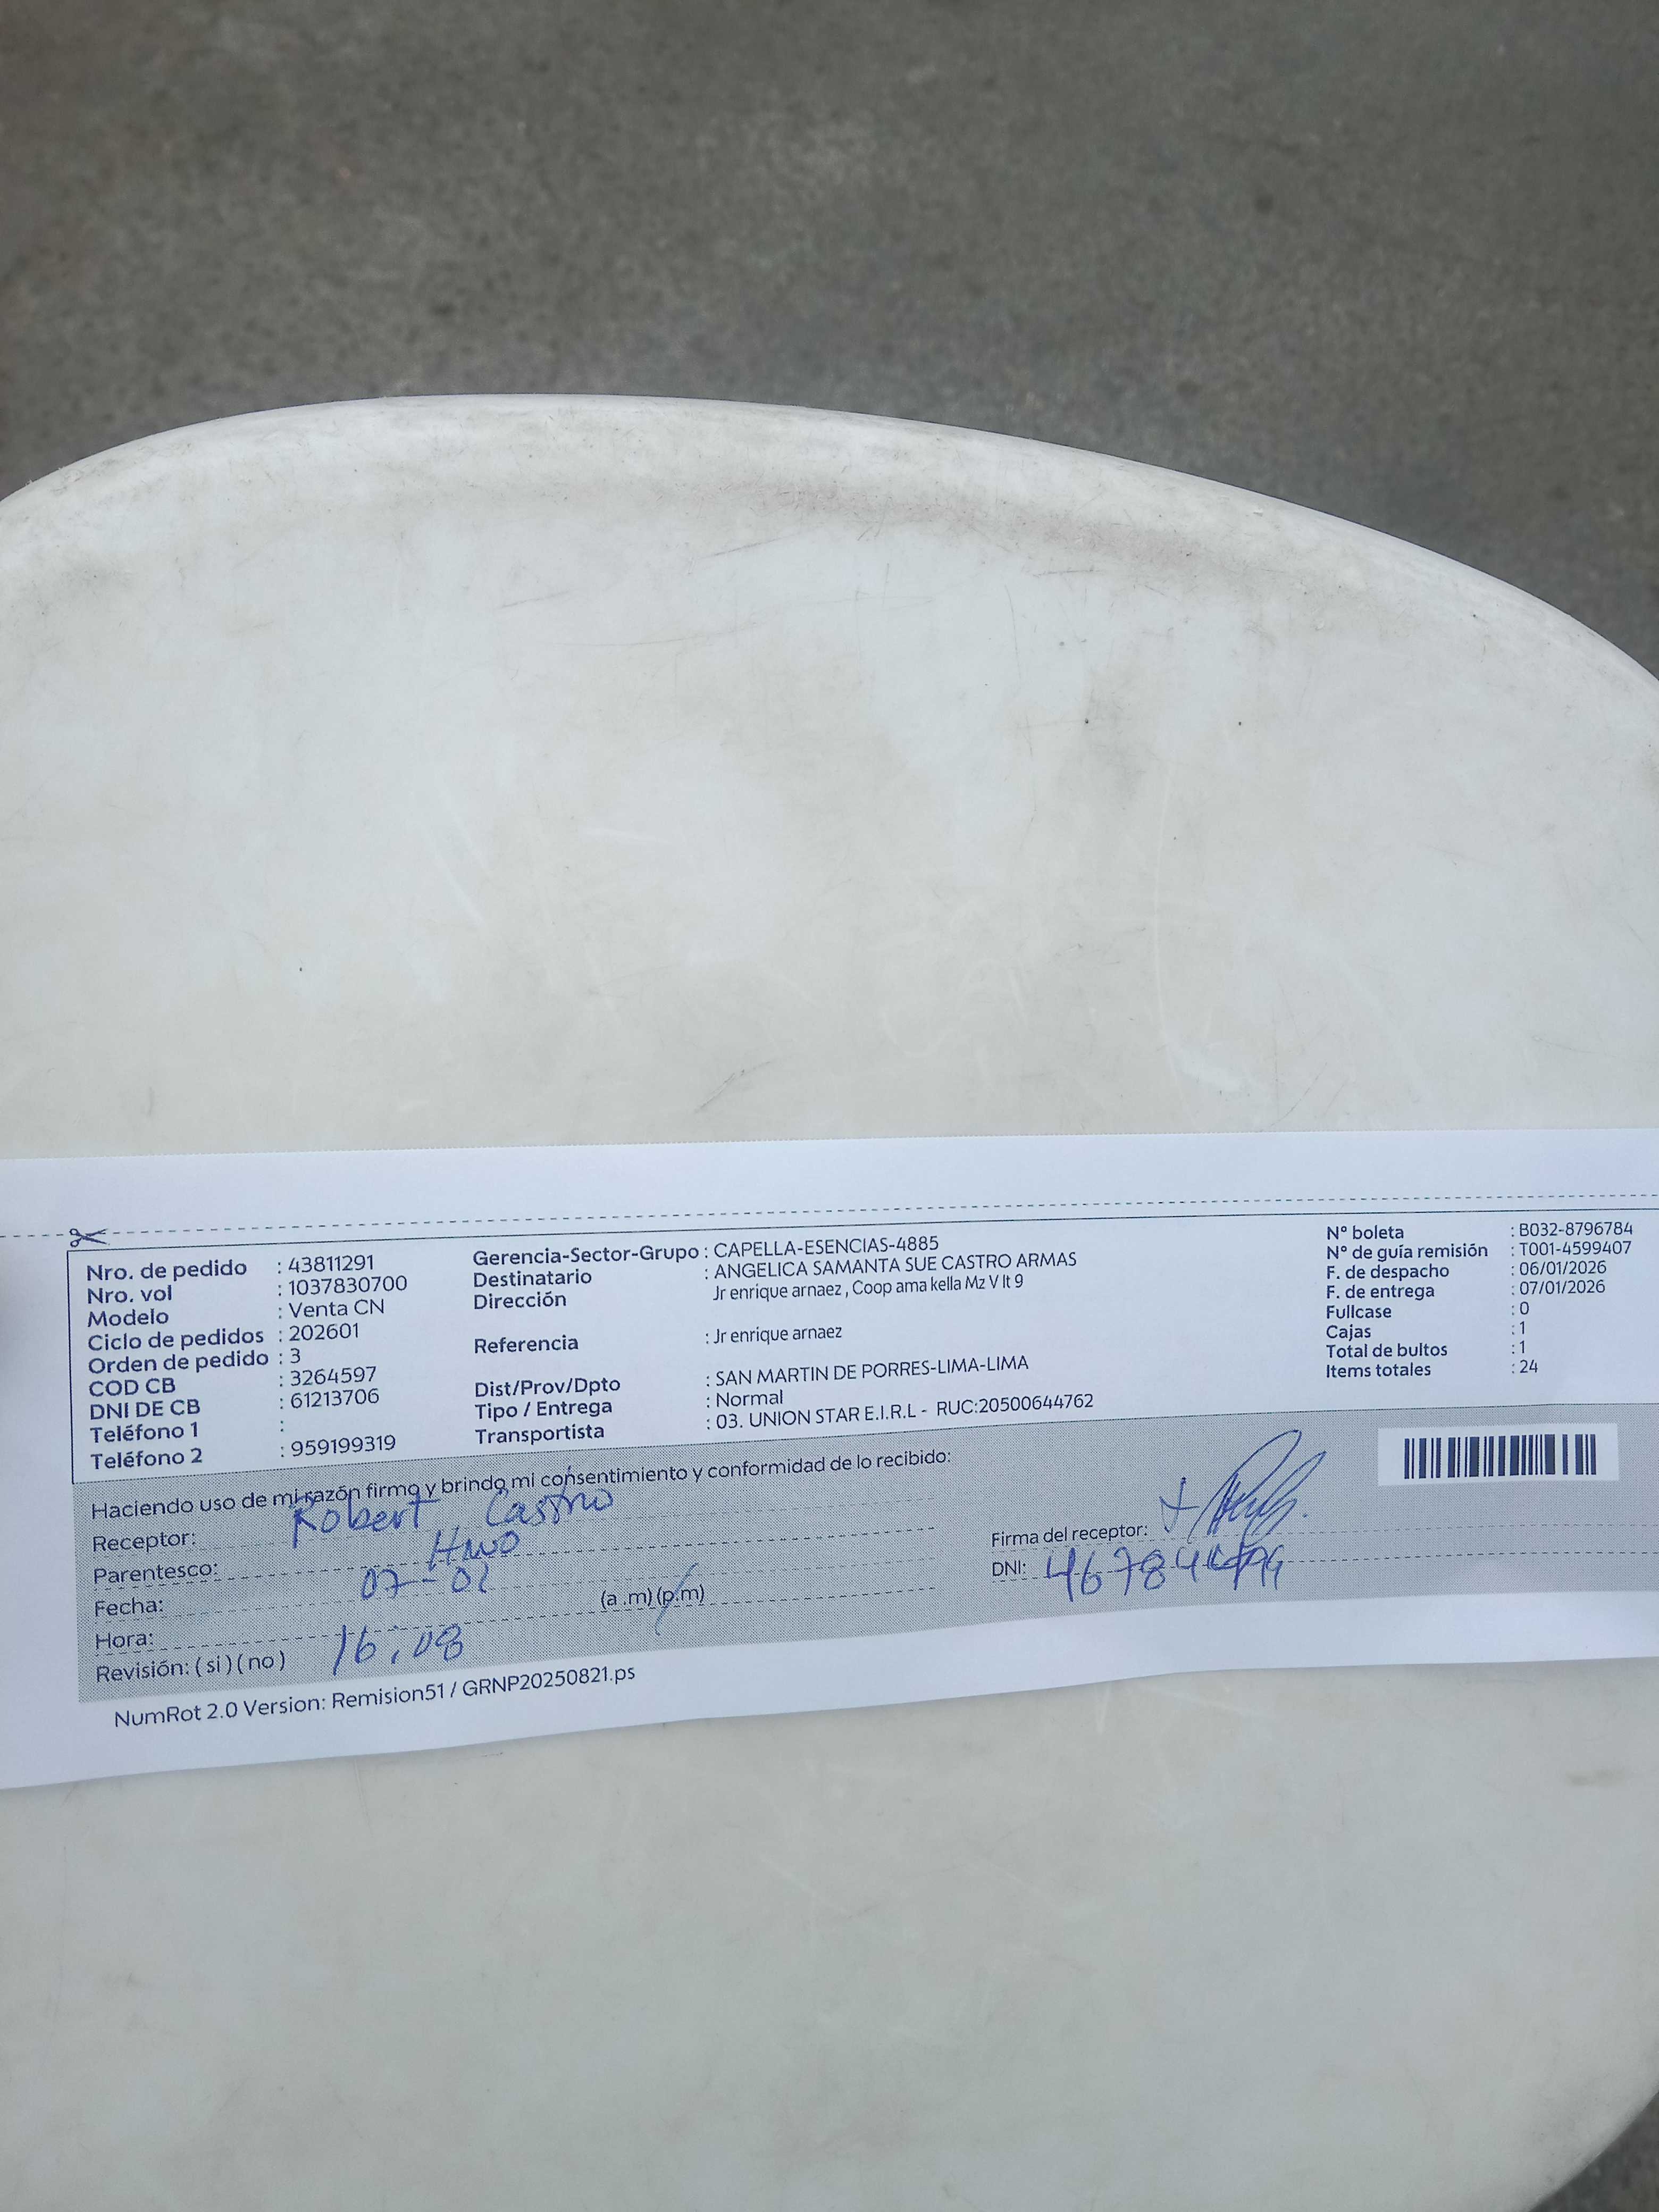 Nro. de pedido : 43811291
Nro. vol : 1037830700
Modelo : Venta CN
Ciclo de pedidos : 202601
Orden de pedido : 3
COD CB : 3264597
DNI DE CB : 61213706
Teléfono 1 :
Teléfono 2 : 959199319
Gerencia-Sector-Grupo : CAPELLA-ESENCIAS-4885
Destinatario : ANGELICA SAMANTA SUE CASTRO ARMAS
Dirección Jr enrique arnaez , Coop ama kella Mz V lt 9
Referencia : Jr enrique arnaez
Dist/Prov/Dpto : SAN MARTIN DE PORRES-LIMA-LIMA
Tipo / Entrega : Normal
Transportista : 03. UNION STAR E.I.R.L - RUC:20500644762
N° boleta : B032-8796784
N° de guía remisión : T001-4599407
F. de despacho : 06/01/2026
F. de entrega : 07/01/2026
Fullcase : 0
Cajas : 1
Total de bultos : 1
Items totales : 24
Haciendo uso de mi razón firmo y brindo mi consentimiento y conformidad de lo recibido:
Receptor: Robert Castro
Parentesco: Hno
Fecha: 07-01
Hora: 16:08 (a .m) (p.m)
Revisión: ( si ) ( no )
Firma del receptor:
DNI:
NumRot 2.0 Version: Remision51 / GRNP20250821.ps